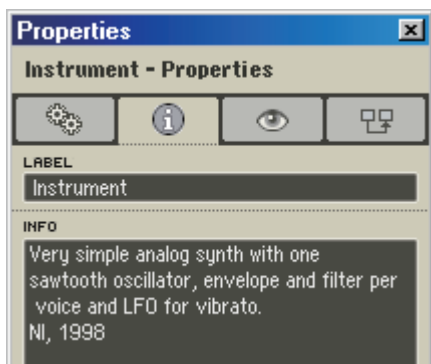 Properties
Instrument - Properties
LABEL
Instrument
INFO
Very simple analog synth with one
sawtooth oscillator, envelope and filter per
voice and LFO for vibrato.
NI, 1998